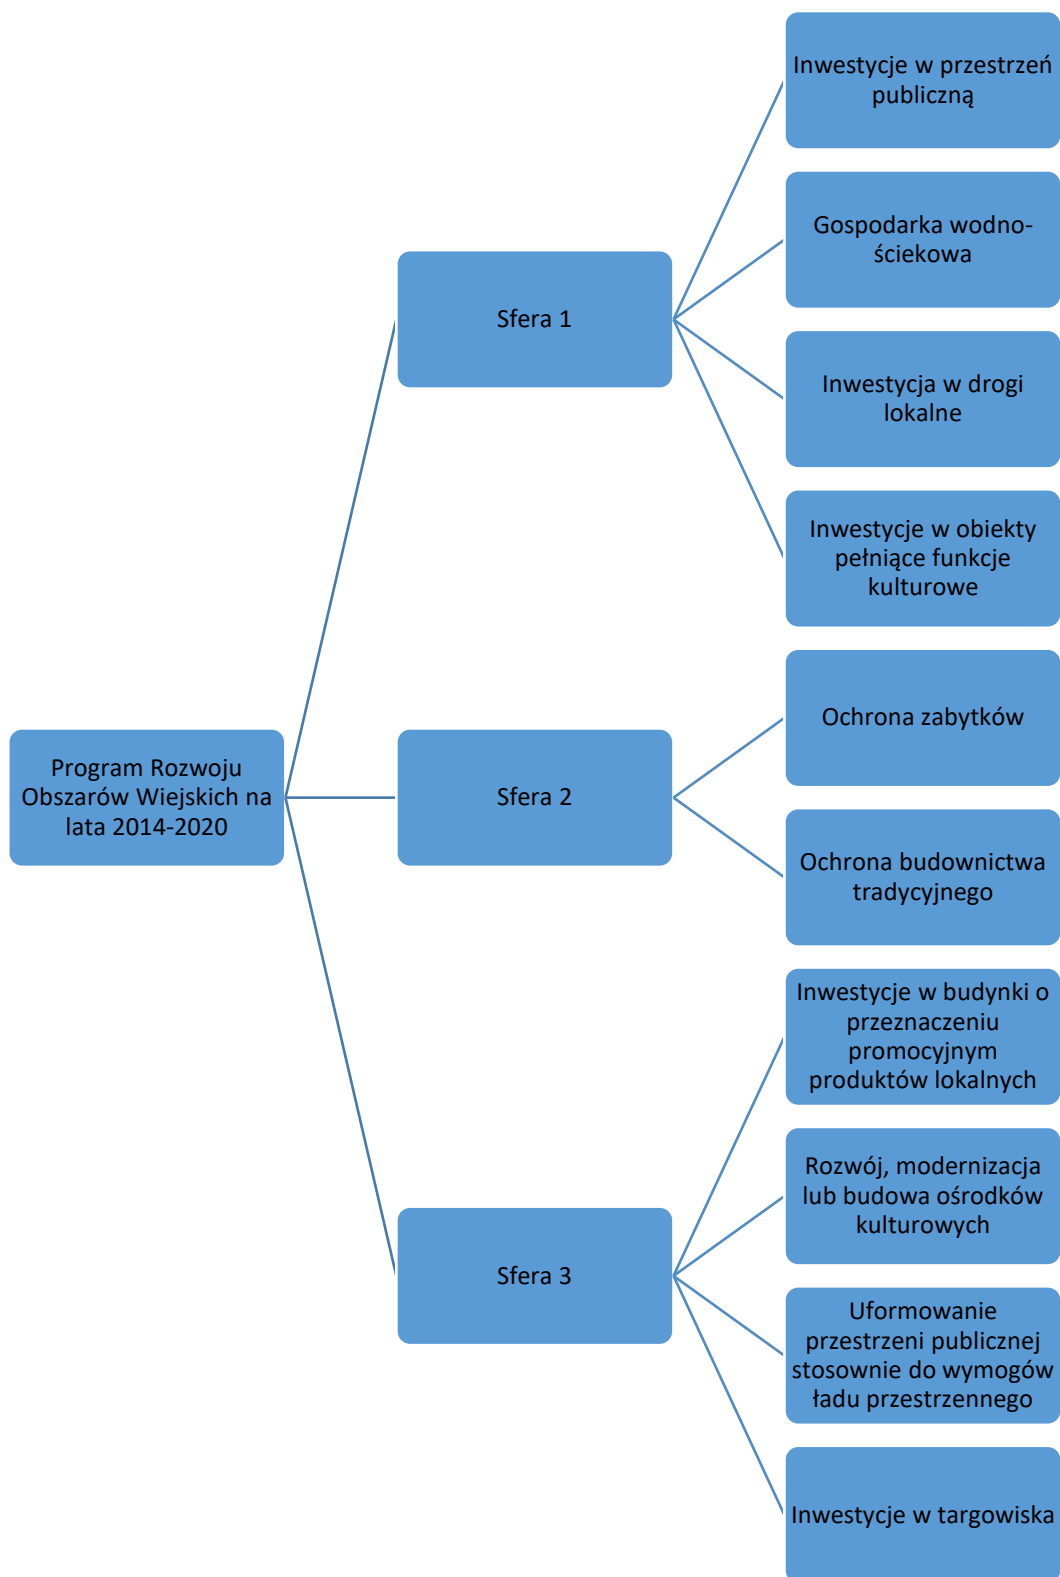 Program Rozwoju
Obszarów Wiejskich na
lata 2014-2020
Sfera 1
Inwestycje w przestrzeń
publiczną
Gospodarka wodno-
ściekowa
Inwestycja w drogi
lokalne
Inwestycje w obiekty
pełniące funkcje
kulturowe
Sfera 2
Ochrona zabytków
Ochrona budownictwa
tradycyjnego
Sfera 3
Inwestycje w budynki o
przeznaczeniu
promocyjnym
produktów lokalnych
Rozwój, modernizacja
lub budowa ośrodków
kulturowych
Uformowanie
przestrzeni publicznej
stosownie do wymogów
ładu przestrzennego
Inwestycje w targowiska